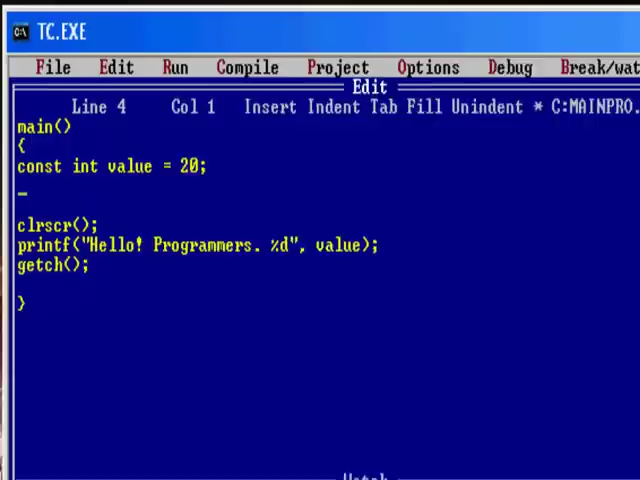 C:\ TC.EXE
File Edit Run Compile Project Options Debug Break/wat
Edit
Line 4 Col 1 Insert Indent Tab Fill Unindent * C:MAINPRO.
main()
{
const int value = 20;
_
clrscr();
printf("Hello! Programmers. %d", value);
getch();
}
Watch